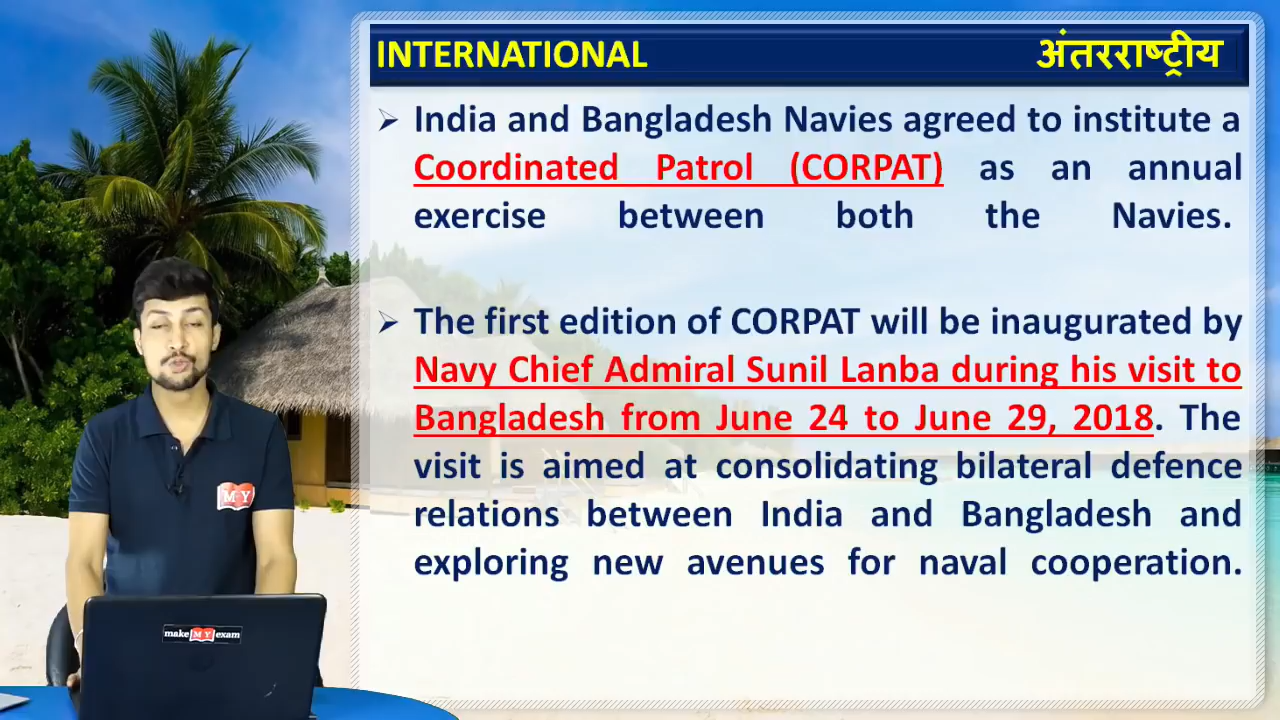 INTERNATIONAL अंतरराष्ट्रीय
➢ India and Bangladesh Navies agreed to institute a
Coordinated Patrol (CORPAT) as an annual
exercise between both the Navies.
➢ The first edition of CORPAT will be inaugurated by
Navy Chief Admiral Sunil Lanba during his visit to
Bangladesh from June 24 to June 29, 2018. The
visit is aimed at consolidating bilateral defence
relations between India and Bangladesh and
exploring new avenues for naval cooperation.
M Y
make M Y exam